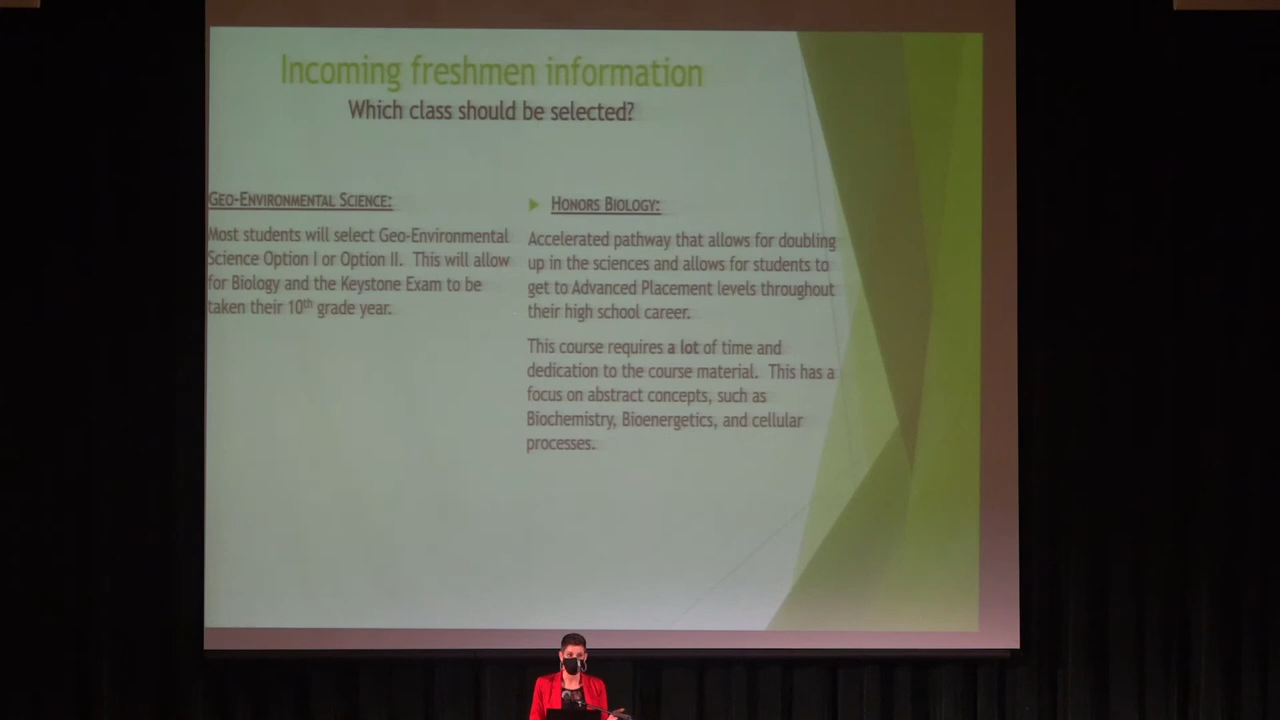 Incoming freshmen information
Which class should be selected?
GEO-ENVIRONMENTAL SCIENCE:
Most students will select Geo-Environmental
Science Option I or Option II. This will allow
for Biology and the Keystone Exam to be
taken their 10th grade year.
HONORS BIOLOGY:
Accelerated pathway that allows for doubling
up in the sciences and allows for students to
get to Advanced Placement levels throughout
their high school career.
This course requires a lot of time and
dedication to the course material. This has a
focus on abstract concepts, such as
Biochemistry, Bioenergetics, and cellular
processes.